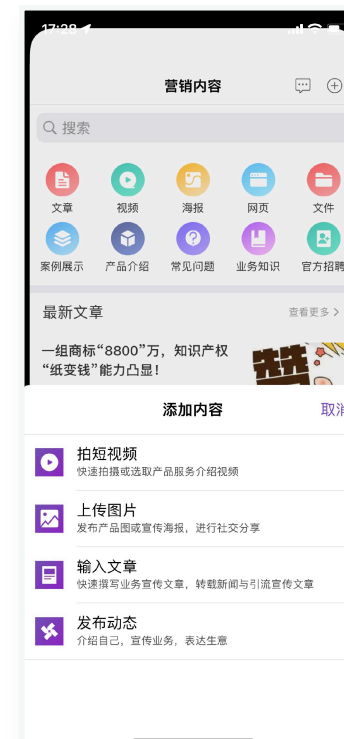 17:28
营销内容
搜索
文章 视频 海报 网页 文件
案例展示 产品介绍 常见问题 业务知识 官方招聘
最新文章 查看更多 >
一组商标“8800”万，知识产权
“纸变钱”能力凸显！
添加内容 取消
拍短视频
快速拍摄或选取产品服务介绍视频
上传图片
发布产品图或宣传海报，进行社交分享
输入文章
快速撰写业务宣传文章，转载新闻与引流宣传文章
发布动态
介绍自己，宣传业务，表达生意